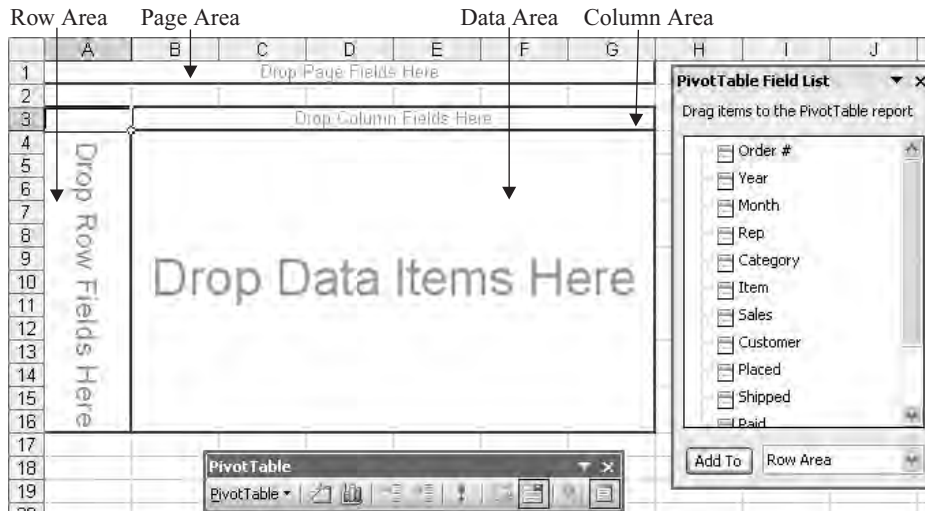 Row Area Page Area Data Area Column Area
A B C D E F G H I J
1 Drop Page Fields Here
2
3 Drop Column Fields Here
4
5
6
7
8
9
10
11
12
13
14
15
16
17
18
19
20
Drop Row Fields Here
Drop Data Items Here
PivotTable Field List
Drag items to the PivotTable report
Order #
Year
Month
Rep
Category
Item
Sales
Customer
Placed
Shipped
Paid
Add To Row Area
PivotTable
PivotTable